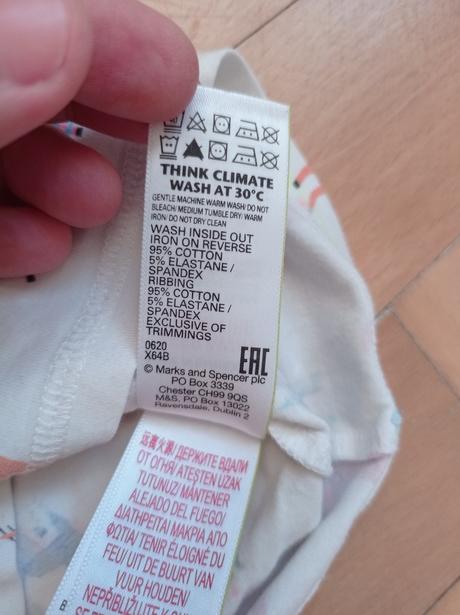 THINK CLIMATE
WASH AT 30°C
GENTLE MACHINE WARM WASH/ DO NOT
BLEACH/ MEDIUM TUMBLE DRY/ WARM
IRON/ DO NOT DRY CLEAN
WASH INSIDE OUT
IRON ON REVERSE
95% COTTON
5% ELASTANE /
SPANDEX
RIBBING
95% COTTON
5% ELASTANE /
SPANDEX
EXCLUSIVE OF
TRIMMINGS
0620
X64B
EAC
© Marks and Spencer plc
PO Box 3339
Chester CH99 9QS
M&S, PO Box 13022
Ravensdale, Dublin 2
远离火源/ ДЕРЖИТЕ ВДАЛИ
ОТ ОГНЯ/ ATEŞTEN UZAK
TUTUNUZ/ MANTENER
ALEJADO DEL FUEGO/
ΔΙΑΤΗΡΕΙΤΑΙ ΜΑΚΡΙΑ ΑΠΟ
ΦΩΤΙΑ/ TENIR ÉLOIGNÉ DU
FEU/ UIT DE BUURT VAN
VUUR HOUDEN/
NEPŘIBLIŽUJTE K
B